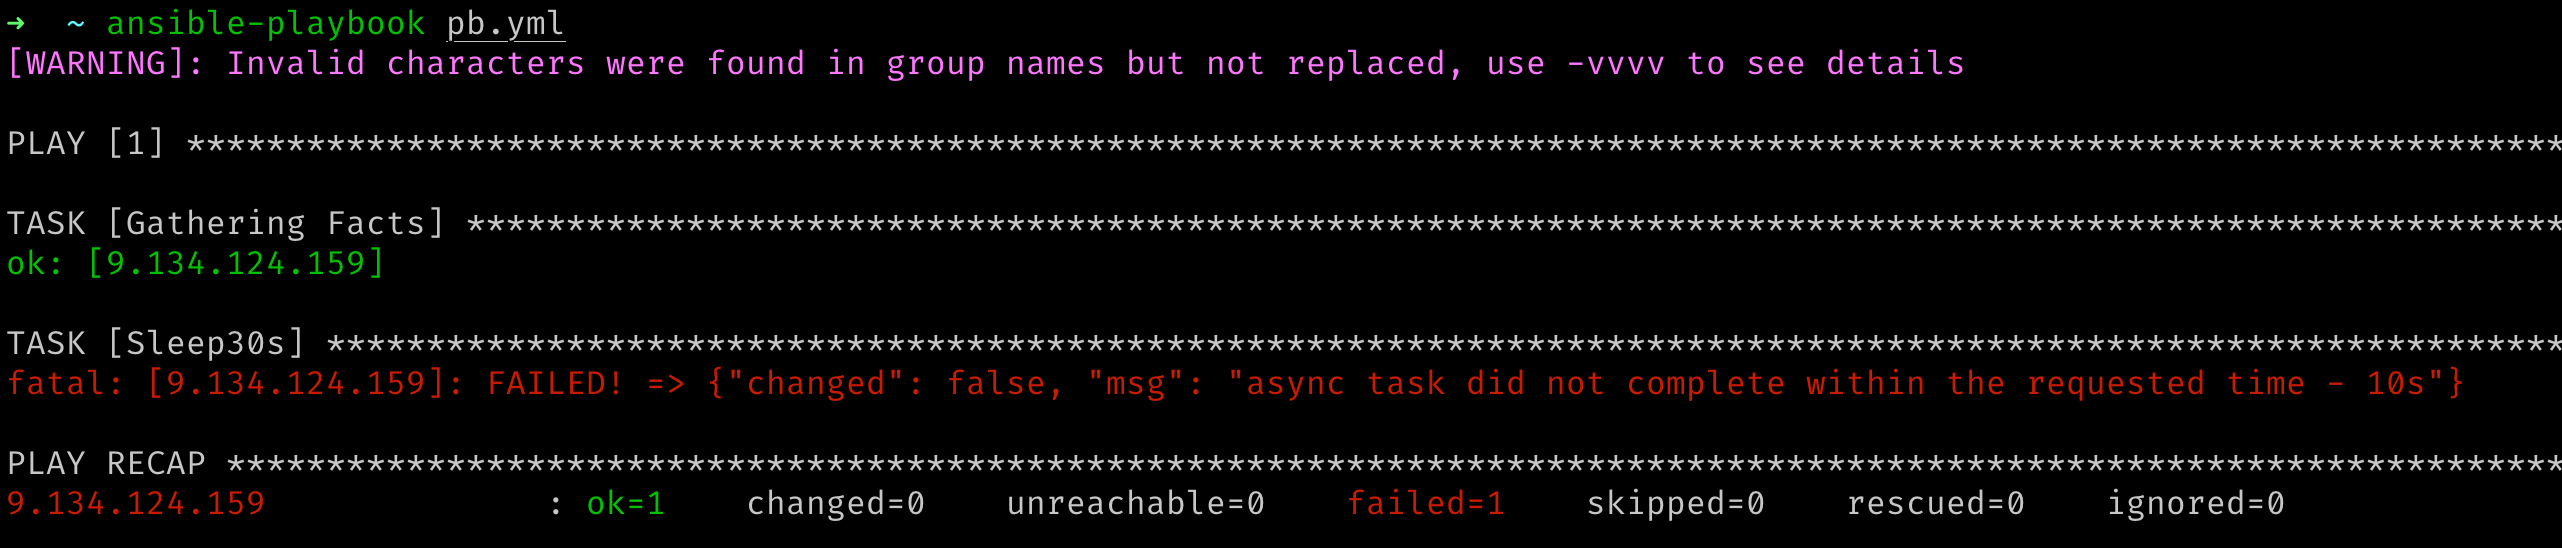 → ~ ansible-playbook pb.yml
[WARNING]: Invalid characters were found in group names but not replaced, use -vvvv to see details
PLAY [1] **********************************************************************************************************************
TASK [Gathering Facts] *********************************************************************************************************
ok: [9.134.124.159]
TASK [Sleep30s] ****************************************************************************************************************
fatal: [9.134.124.159]: FAILED! => {"changed": false, "msg": "async task did not complete within the requested time - 10s"}
PLAY RECAP *********************************************************************************************************************
9.134.124.159 : ok=1 changed=0 unreachable=0 failed=1 skipped=0 rescued=0 ignored=0